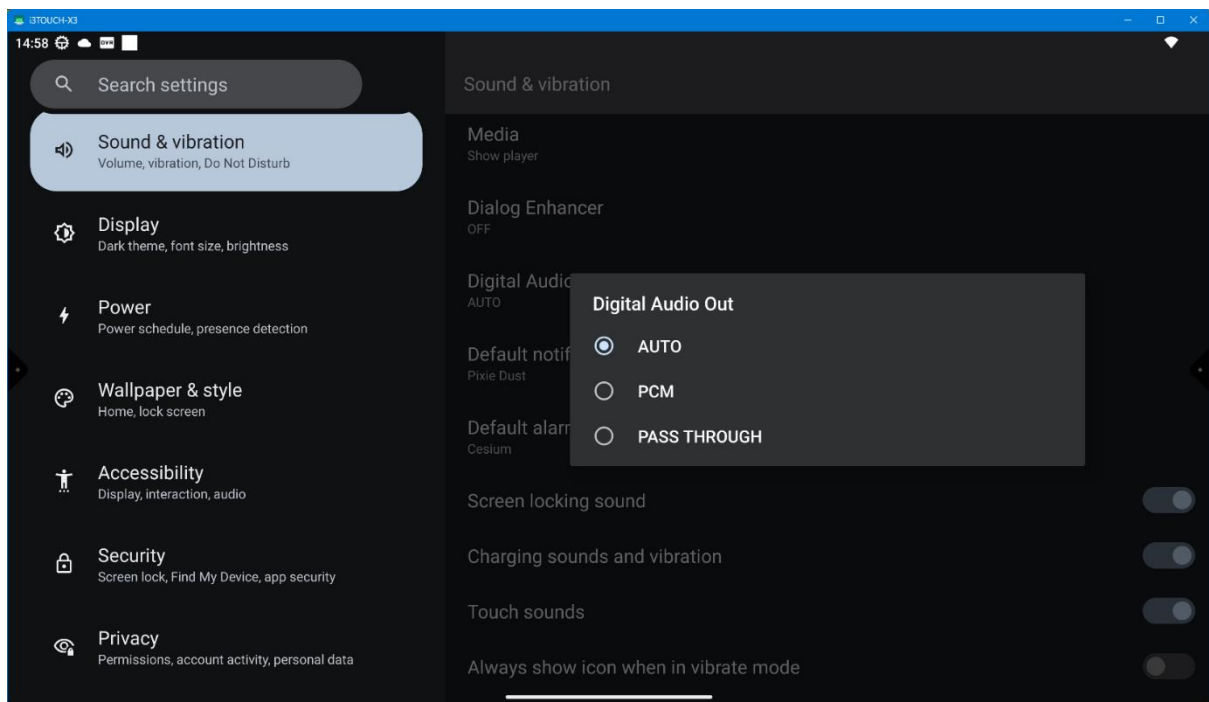 i3TOUCH-X3
14:58
Search settings
Sound & vibration
Volume, vibration, Do Not Disturb
Display
Dark theme, font size, brightness
Power
Power schedule, presence detection
Wallpaper & style
Home, lock screen
Accessibility
Display, interaction, audio
Security
Screen lock, Find My Device, app security
Privacy
Permissions, account activity, personal data
Sound & vibration
Media
Show player
Dialog Enhancer
OFF
Digital Audio
AUTO
Default notif
Pixie Dust
Default alarr
Cesium
Screen locking sound
Charging sounds and vibration
Touch sounds
Always show icon when in vibrate mode
Digital Audio Out
AUTO
PCM
PASS THROUGH